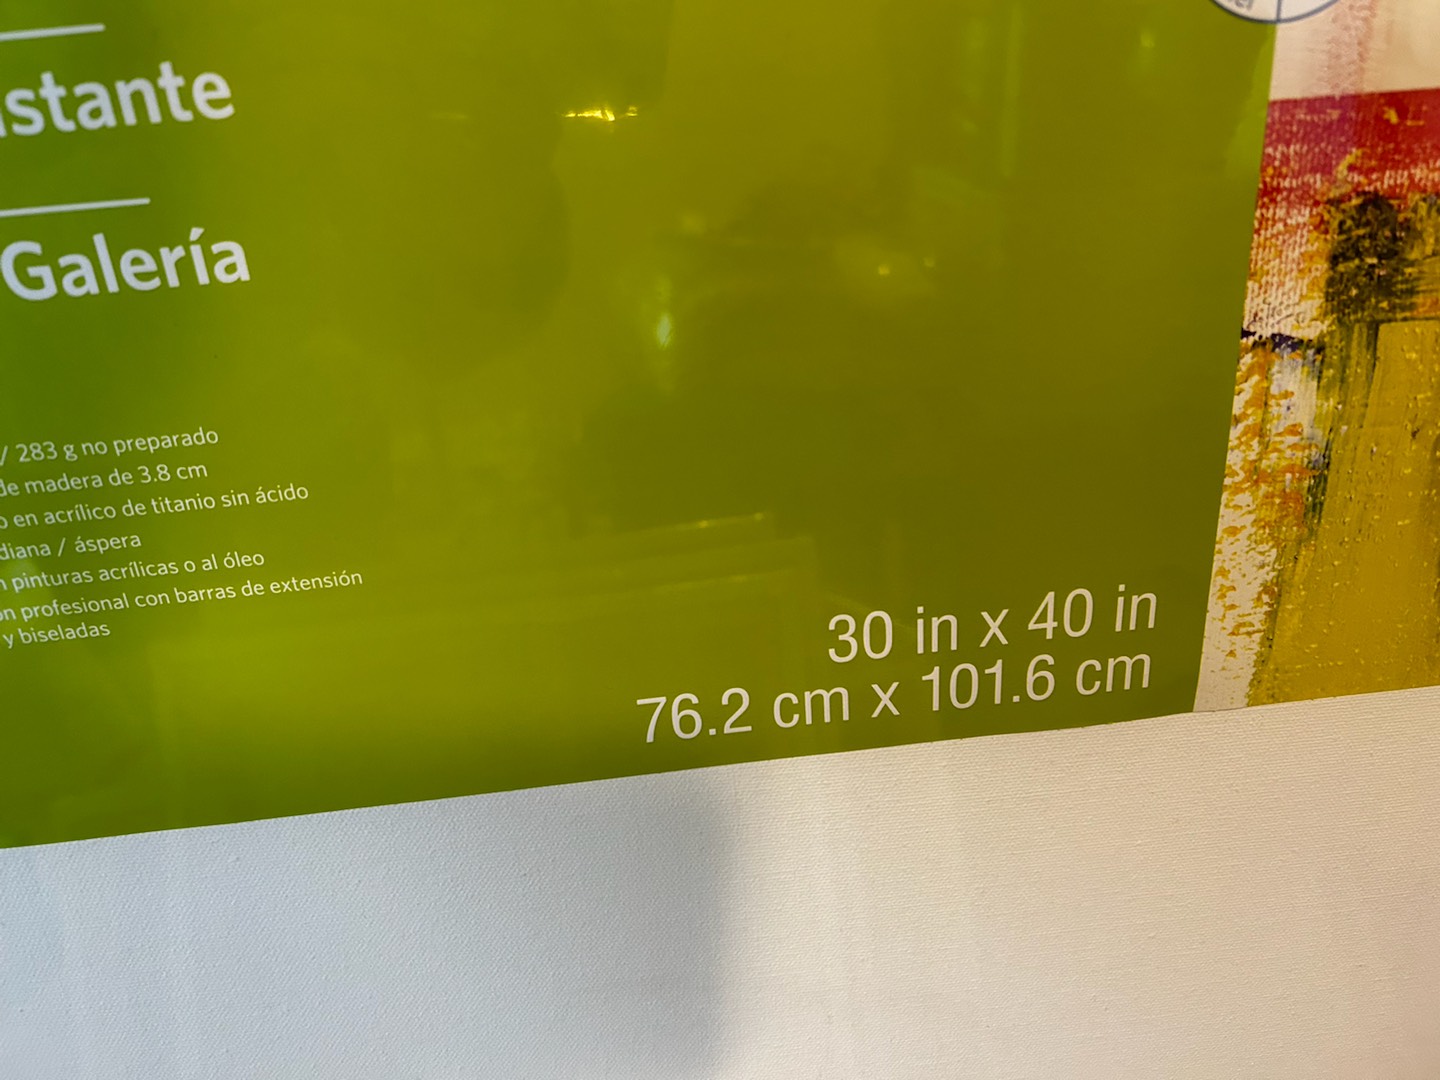 stante
Galería
/ 283 g no preparado
de madera de 3.8 cm
en acrílico de titanio sin ácido
diana / áspera
pinturas acrílicas o al óleo
profesional con barras de extensión
y biseladas
30 in x 40 in
76.2 cm x 101.6 cm